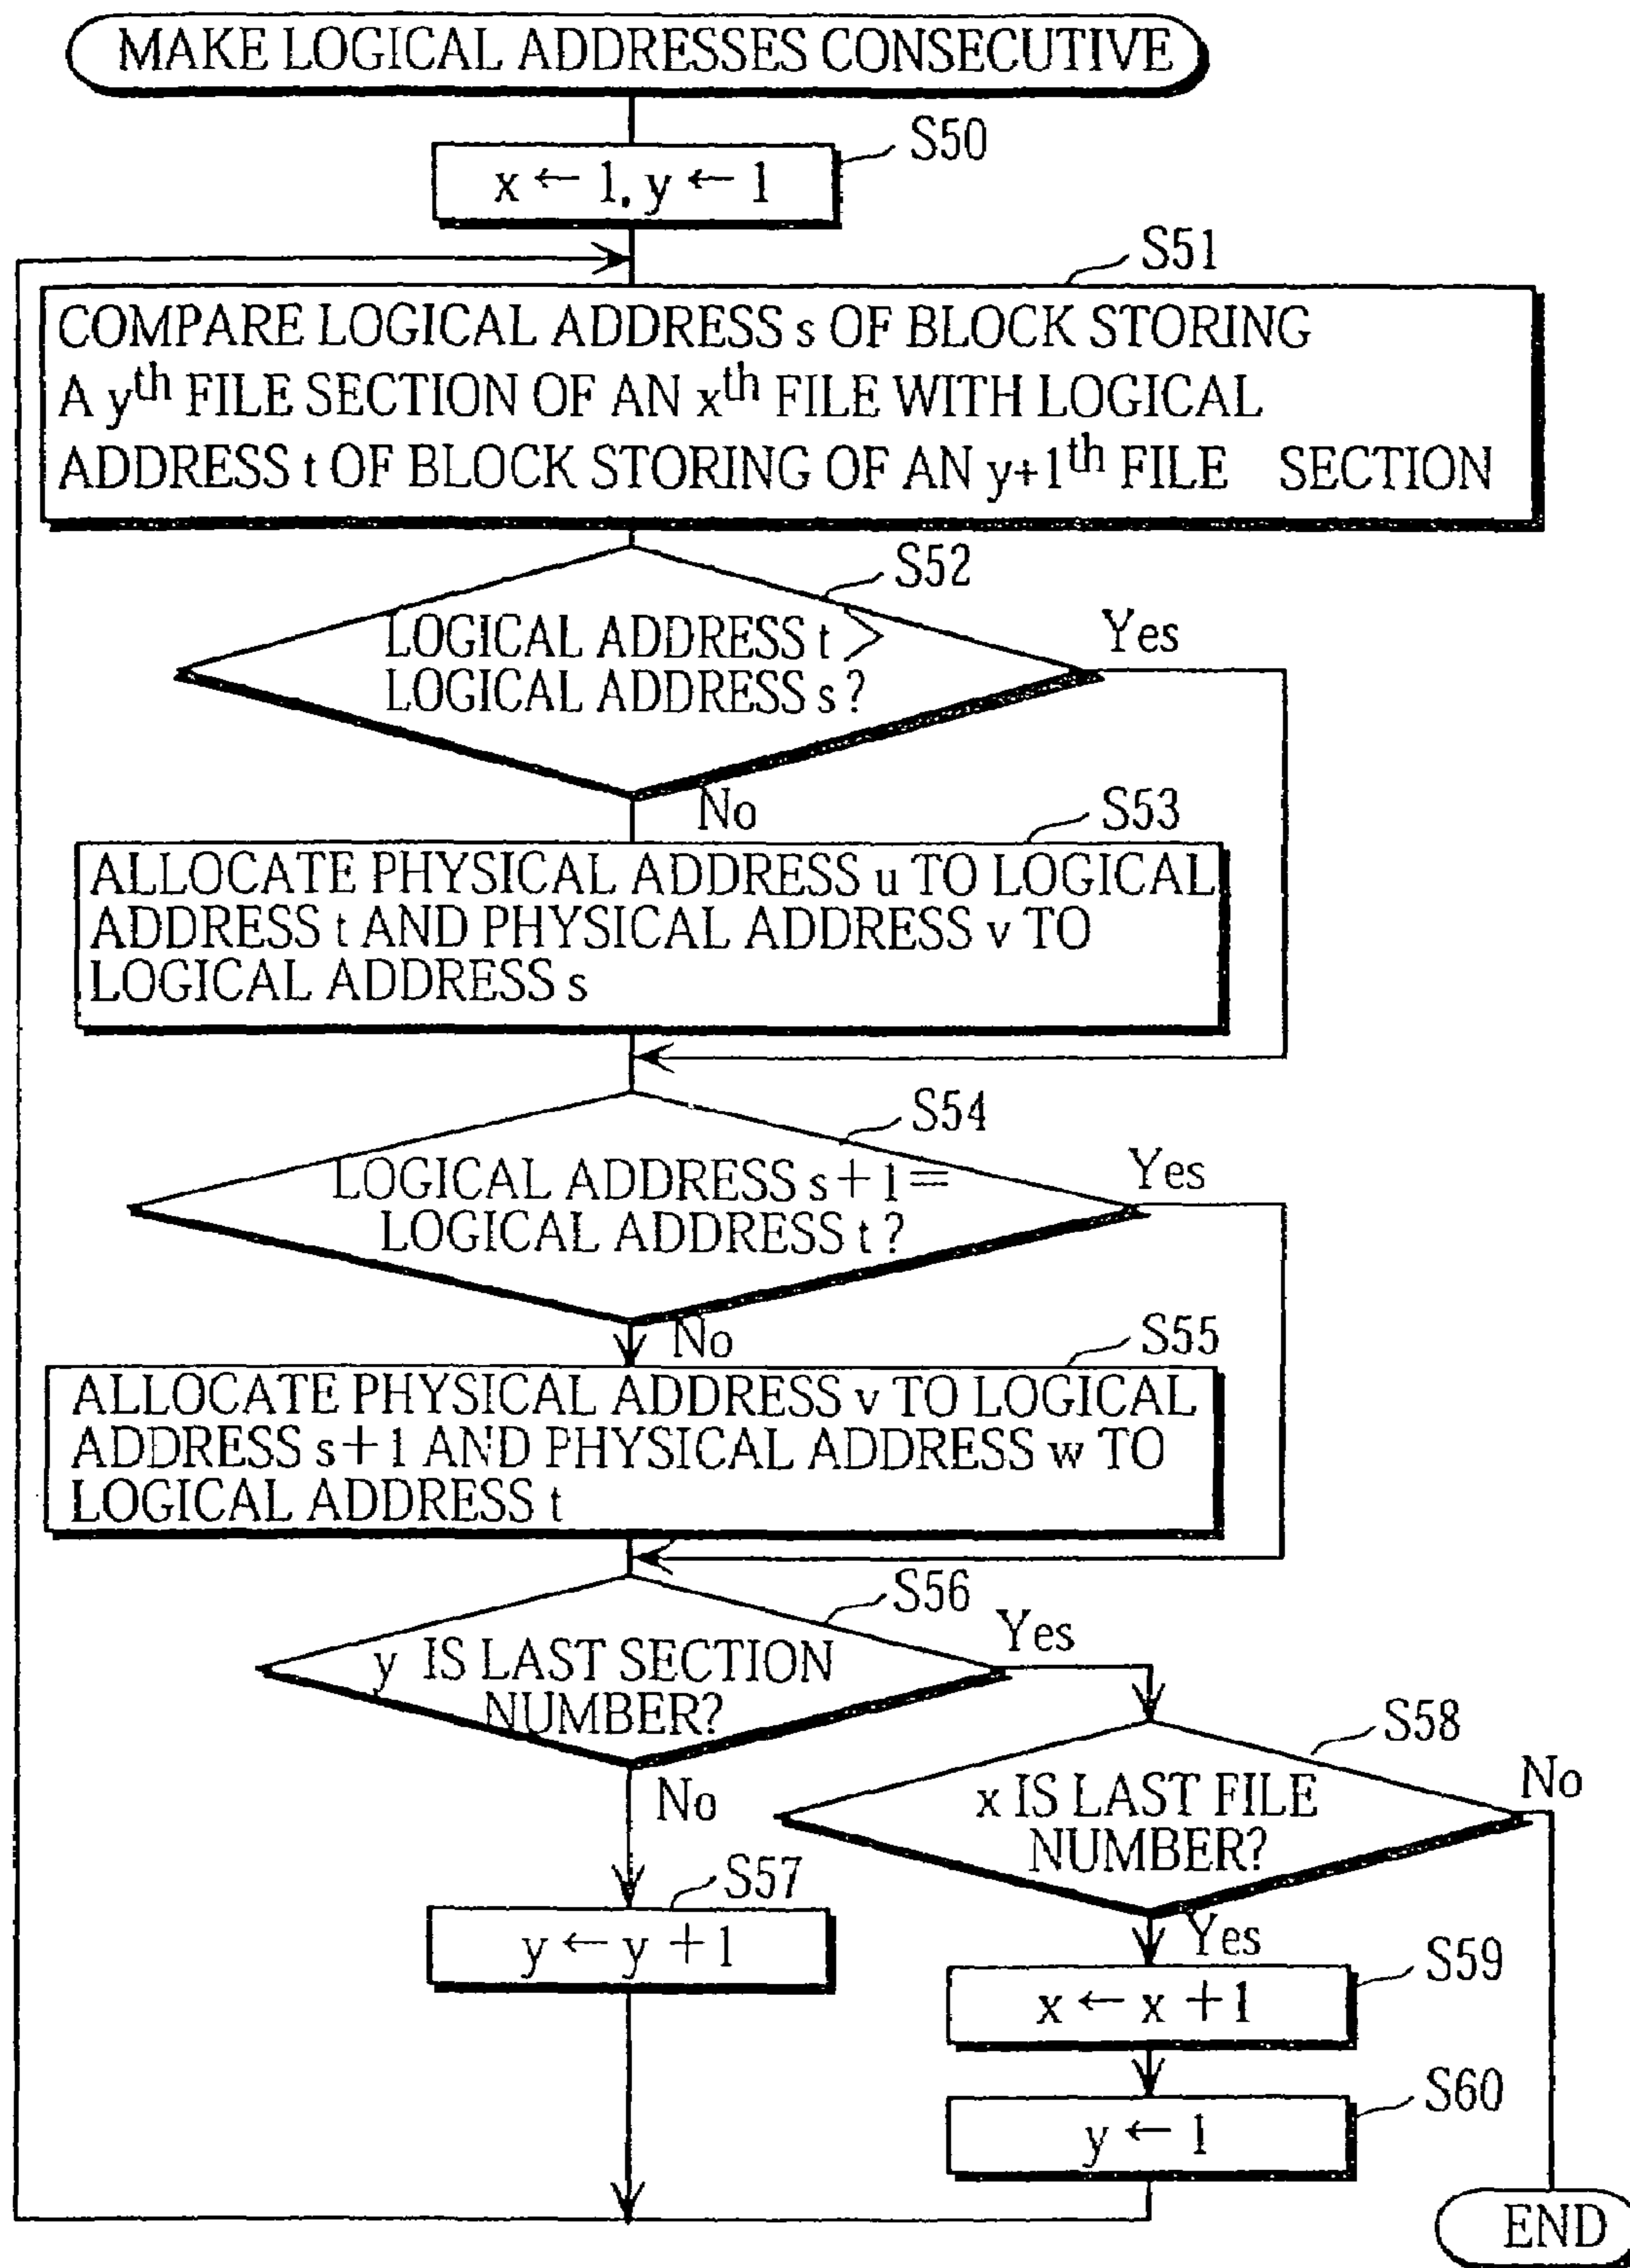 MAKE LOGICAL ADDRESSES CONSECUTIVE
S50
x ← 1, y ← 1
S51
COMPARE LOGICAL ADDRESS s OF BLOCK STORING
A yth FILE SECTION OF AN xth FILE WITH LOGICAL
ADDRESS t OF BLOCK STORING OF AN y+1th FILE SECTION
S52
LOGICAL ADDRESS t >
LOGICAL ADDRESS s?
Yes
No
S53
ALLOCATE PHYSICAL ADDRESS u TO LOGICAL
ADDRESS t AND PHYSICAL ADDRESS v TO
LOGICAL ADDRESS s
S54
LOGICAL ADDRESS s+1=
LOGICAL ADDRESS t?
Yes
No
S55
ALLOCATE PHYSICAL ADDRESS v TO LOGICAL
ADDRESS s+1 AND PHYSICAL ADDRESS w TO
LOGICAL ADDRESS t
S56
y IS LAST SECTION
NUMBER?
Yes
No
S57
y ← y +1
S58
x IS LAST FILE
NUMBER?
No
Yes
S59
x ← x +1
S60
y ← 1
END